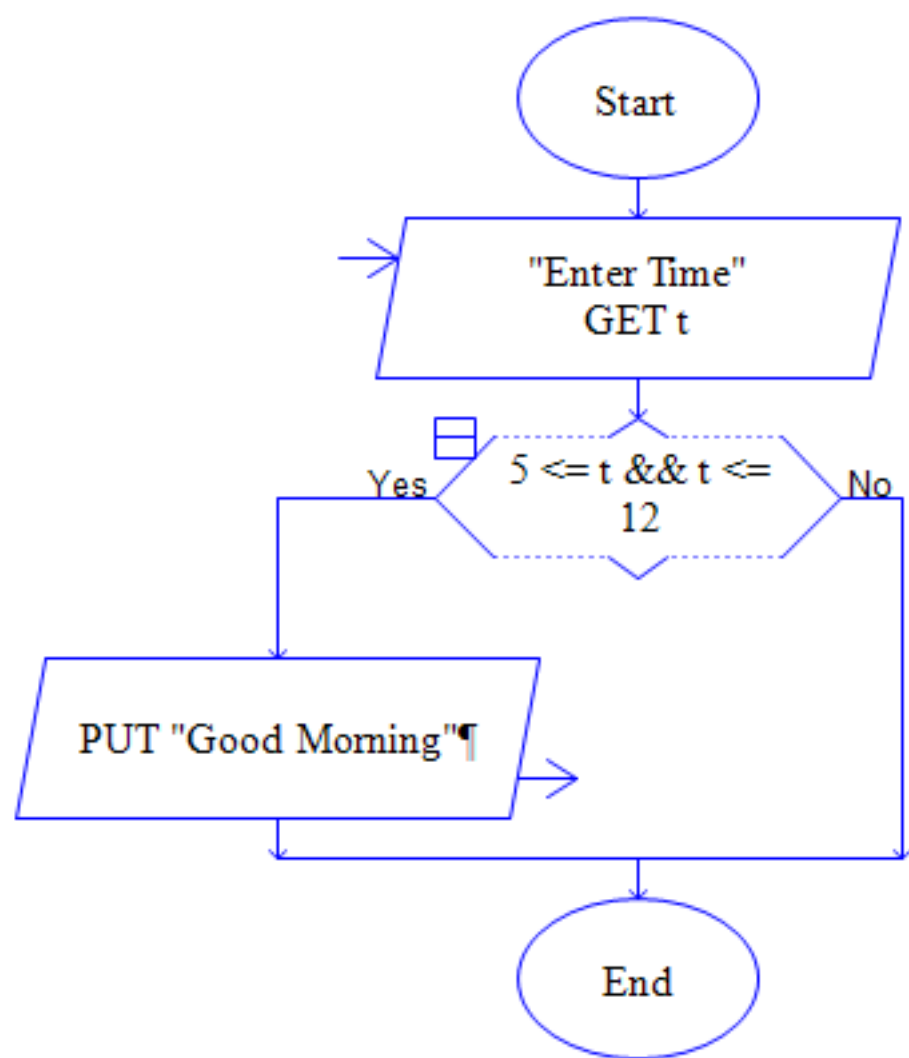 Start
"Enter Time"
GET t
Yes
5 <= t && t <=
12
No
PUT "Good Morning"¶
End